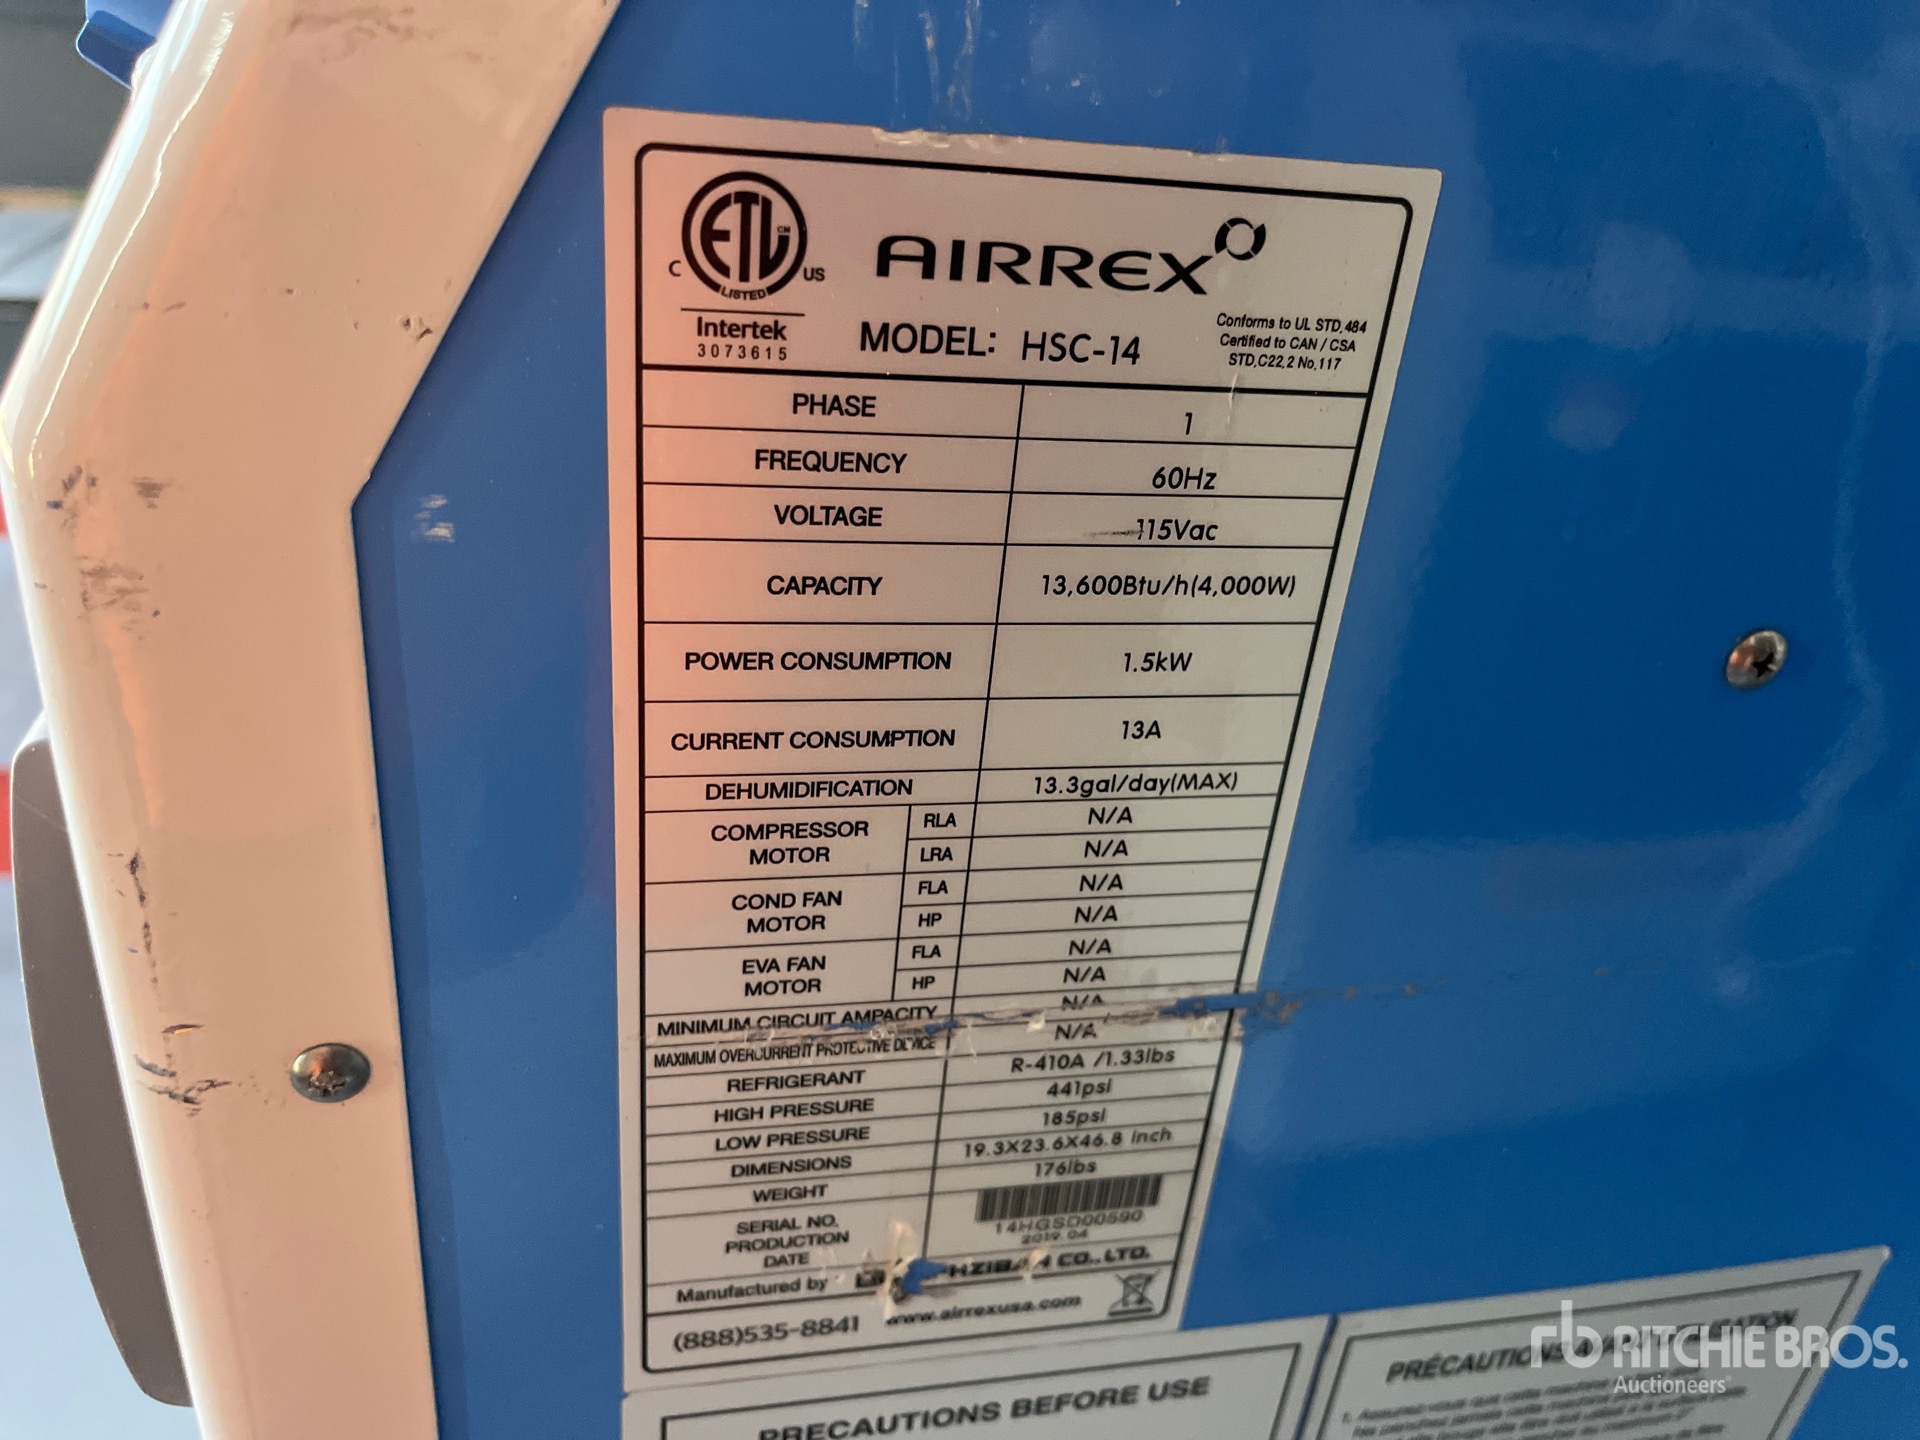 ETL CM
LISTED
C US
Intertek
3073615
AIRREX
MODEL: HSC-14
Conforms to UL STD.484
Certified to CAN / CSA
STD.C22.2 No.117
PHASE 1
FREQUENCY 60Hz
VOLTAGE 115Vac
CAPACITY 13,600Btu/h(4,000W)
POWER CONSUMPTION 1.5kW
CURRENT CONSUMPTION 13A
DEHUMIDIFICATION 13.3gal/day(MAX)
COMPRESSOR MOTOR RLA N/A
LRA N/A
COND FAN MOTOR FLA N/A
HP N/A
EVA FAN MOTOR FLA N/A
HP N/A
MINIMUM CIRCUIT AMPACITY N/A
MAXIMUM OVERCURRENT PROTECTIVE DEVICE N/A
REFRIGERANT R-410A /1.33lbs
HIGH PRESSURE 441psi
LOW PRESSURE 185psi
DIMENSIONS 19.3X23.6X46.8 inch
WEIGHT 176lbs
SERIAL NO. 14HGSD00590
PRODUCTION DATE 2019.04
Manufactured by CO.,LTD.
(888)535-8841 www.airrexusa.com
PRECAUTIONS BEFORE USE
PRÉCAUTIONS
rb RITCHIE BROS.
Auctioneers